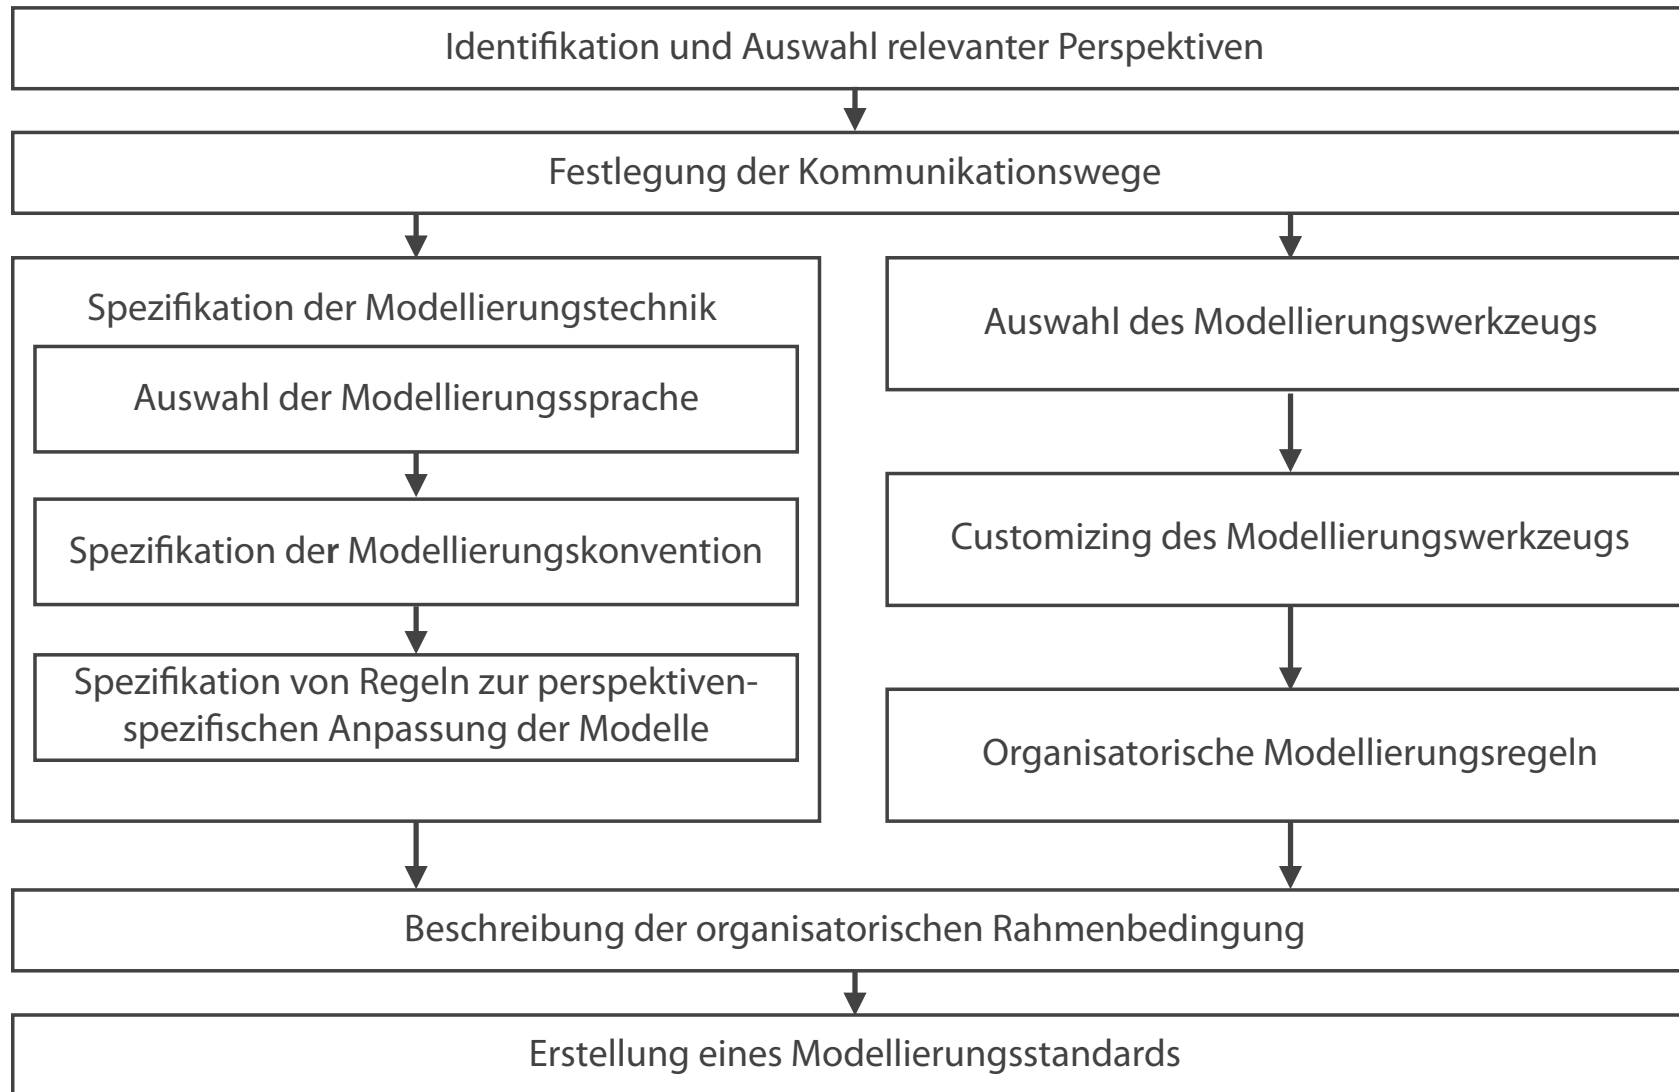 Identifikation und Auswahl relevanter Perspektiven
Festlegung der Kommunikationswege
Spezifikation der Modellierungstechnik
Auswahl der Modellierungssprache
Spezifikation der Modellierungskonvention
Spezifikation von Regeln zur perspektiven-
spezifischen Anpassung der Modelle
Auswahl des Modellierungswerkzeugs
Customizing des Modellierungswerkzeugs
Organisatorische Modellierungsregeln
Beschreibung der organisatorischen Rahmenbedingung
Erstellung eines Modellierungsstandards